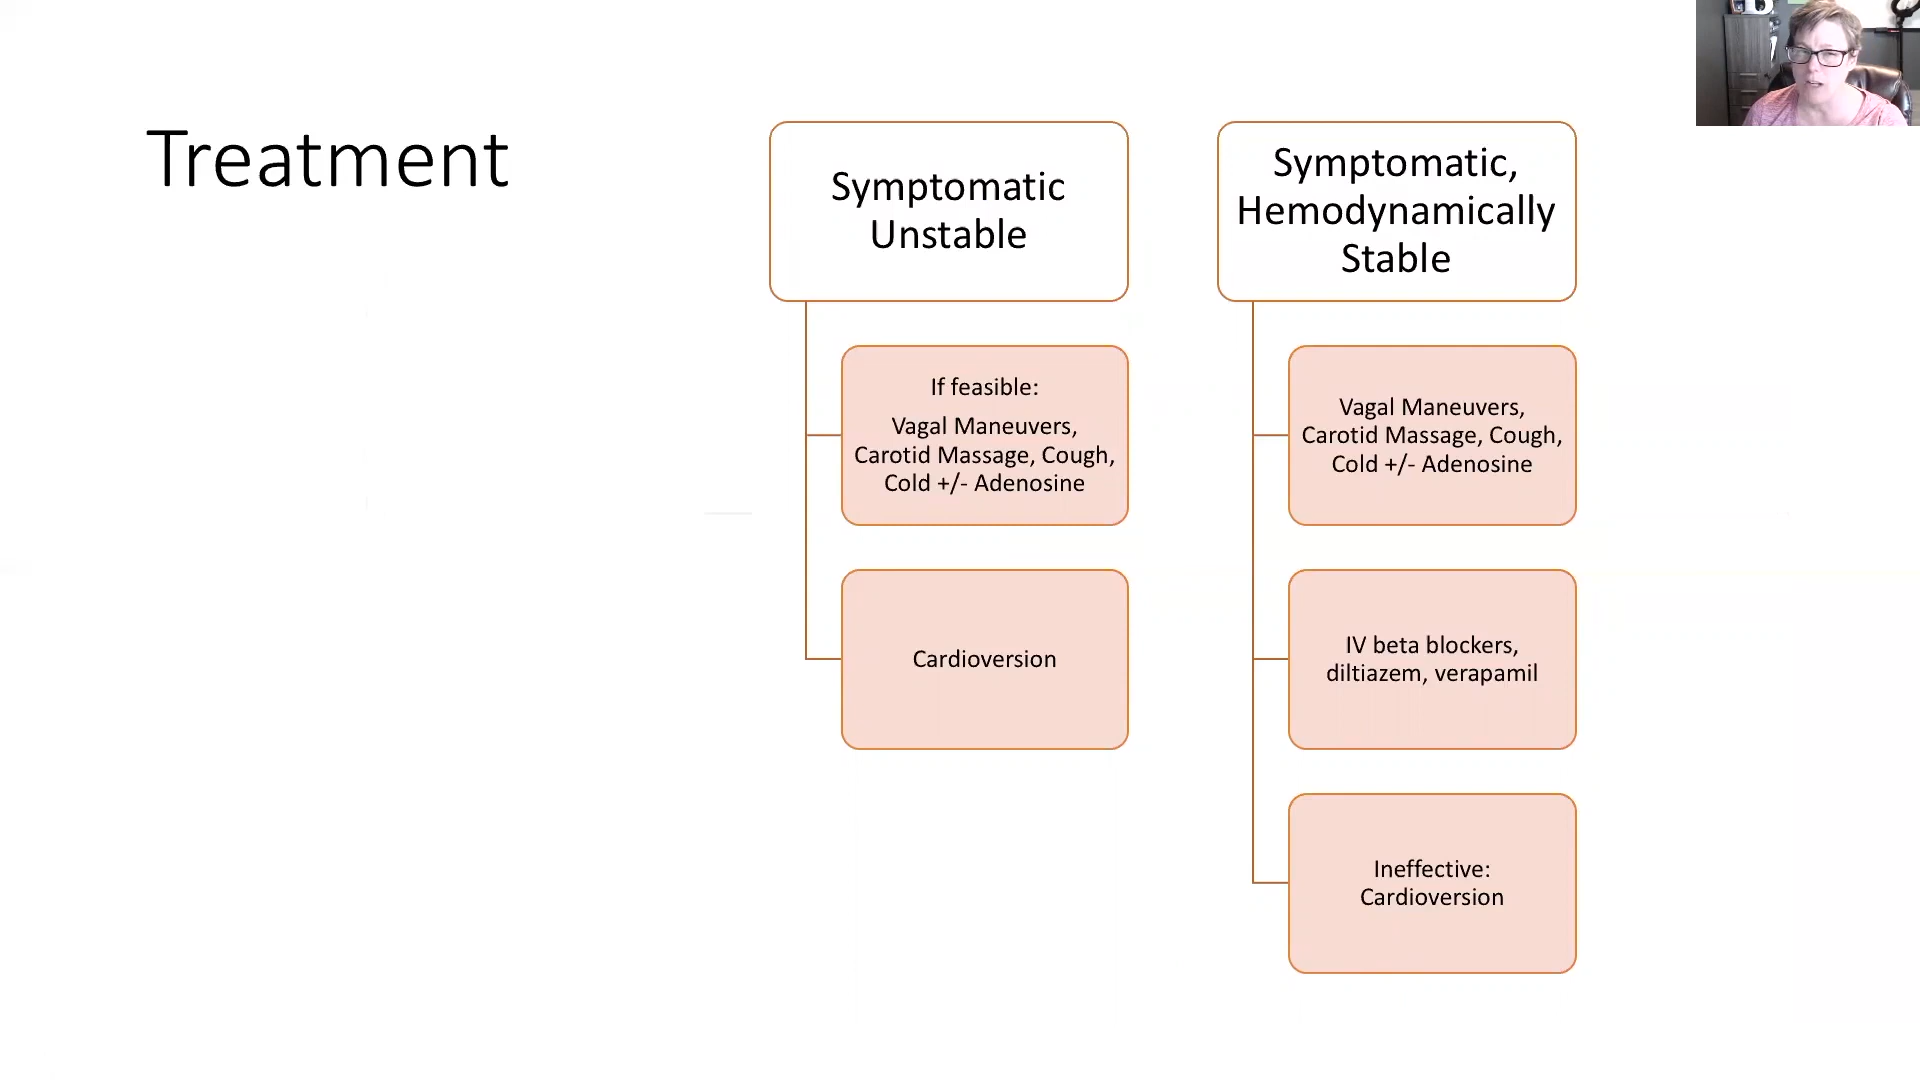 Treatment
Symptomatic
Unstable
If feasible:
Vagal Maneuvers,
Carotid Massage, Cough,
Cold +/- Adenosine
Cardioversion
Symptomatic,
Hemodynamically
Stable
Vagal Maneuvers,
Carotid Massage, Cough,
Cold +/- Adenosine
IV beta blockers,
diltiazem, verapamil
Ineffective:
Cardioversion